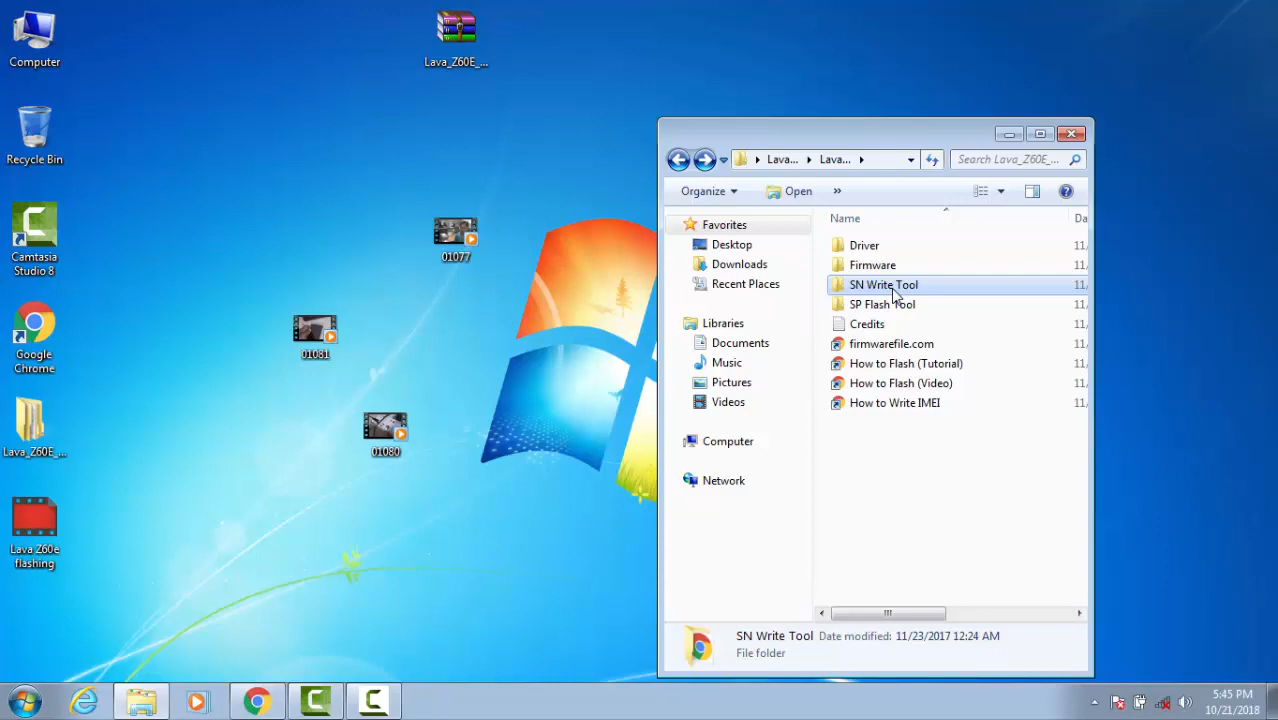 Computer
Recycle Bin
Camtasia
Studio 8
Google
Chrome
Lava_Z60E_...
Lava Z60e
flashing
Lava_Z60E_...
01077
01081
01080
Lava...
Lava...
Search Lava_Z60E_...
Organize
Open
»
Name
Da
Favorites
Desktop
Downloads
Recent Places
Libraries
Documents
Music
Pictures
Videos
Computer
Network
Driver
11/
Firmware
11/
SN Write Tool
11/
SP Flash Tool
11/
Credits
11/
firmwarefile.com
11/
How to Flash (Tutorial)
11/
How to Flash (Video)
11/
How to Write IMEI
11/
SN Write Tool Date modified: 11/23/2017 12:24 AM
File folder
5:45 PM
10/21/2018